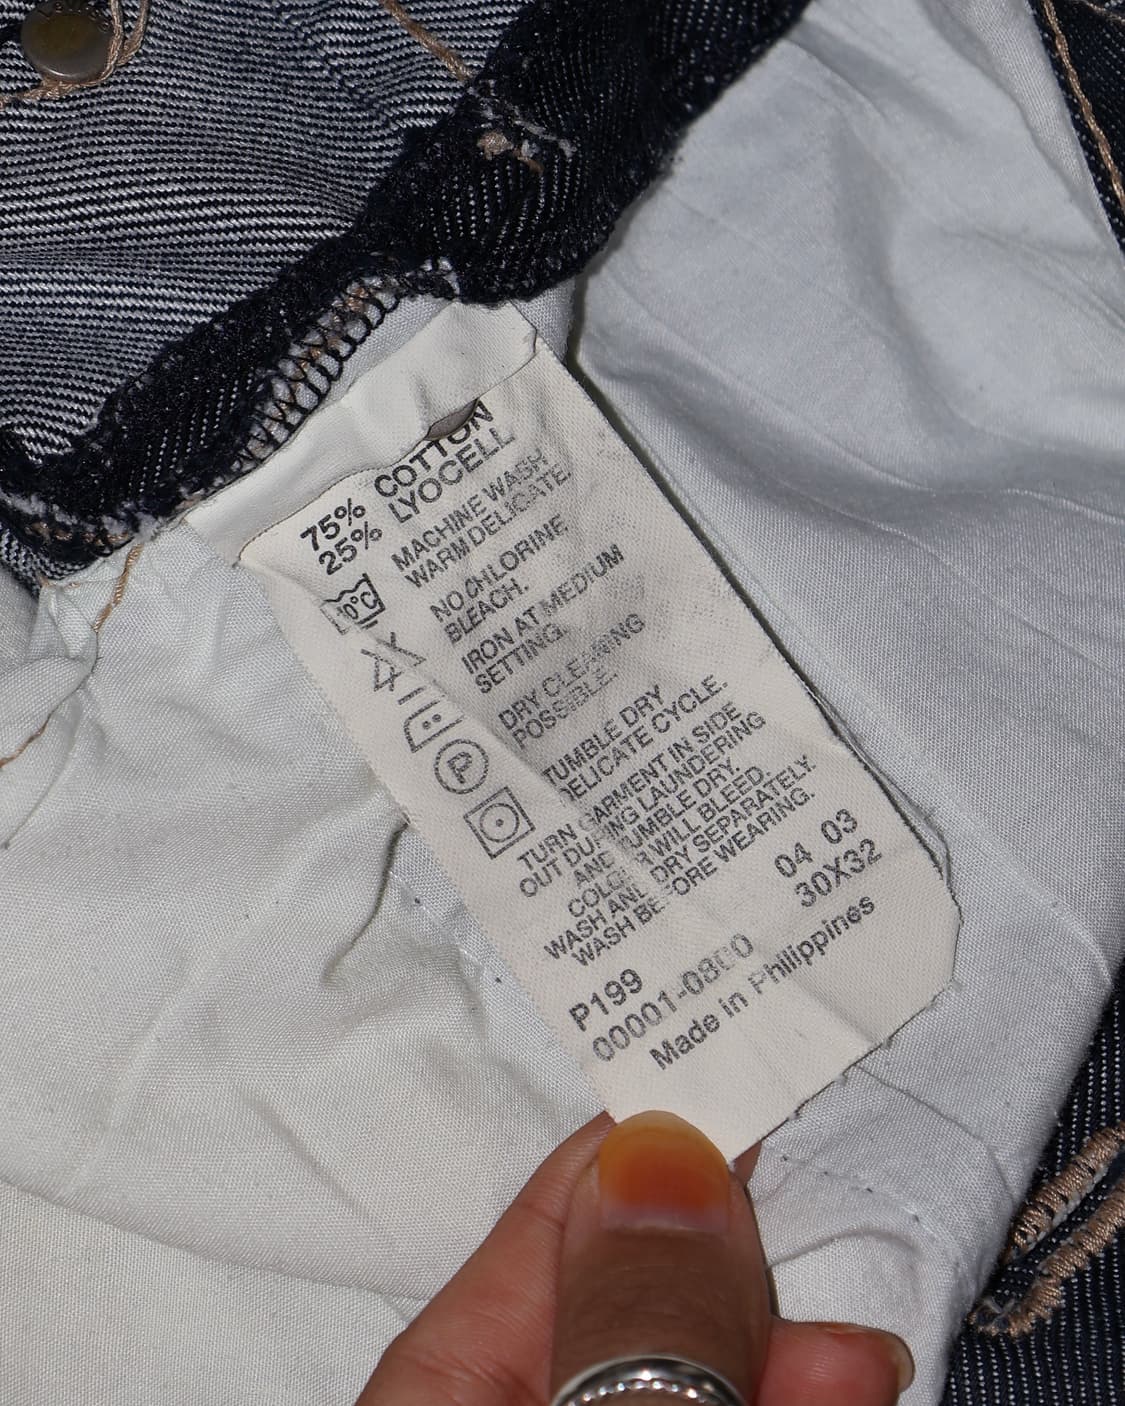 75% COTTON
25% LYOCELL
MACHINE WASH
WARM DELICATE.
NO CHLORINE
BLEACH.
IRON AT MEDIUM
SETTING.
DRY CLEANING
POSSIBLE.
TUMBLE DRY
DELICATE CYCLE.
P
TURN GARMENT IN SIDE
OUT DURING LAUNDERING
AND TUMBLE DRY.
COLOR WILL BLEED.
WASH AND DRY SEPARATELY.
WASH BEFORE WEARING.
04 03
30X32
P199
Made in Philippines